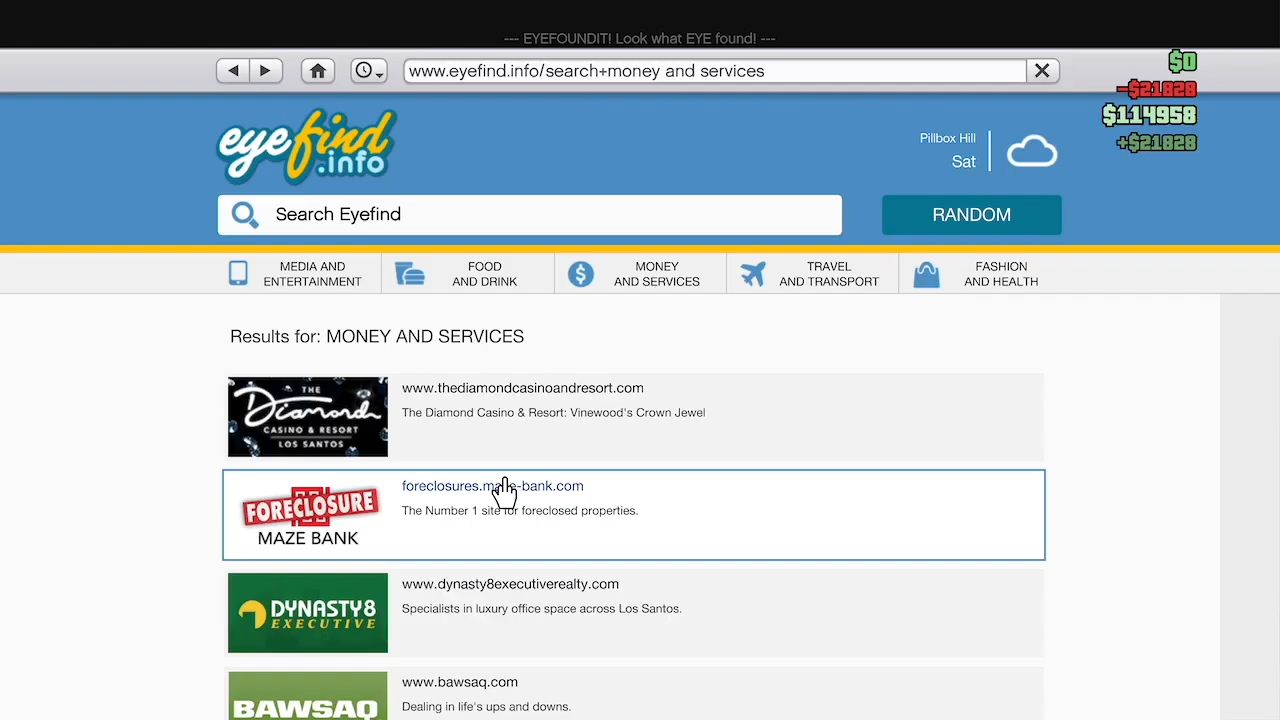 --- EYEFOUNDIT! Look what EYE found! ---
www.eyefind.info/search+money and services
$0
-$21828
$114958
+$21828
eyefind
.info
Pillbox Hill
Sat
Search Eyefind
RANDOM
MEDIA AND
ENTERTAINMENT
FOOD
AND DRINK
MONEY
AND SERVICES
TRAVEL
AND TRANSPORT
FASHION
AND HEALTH
Results for: MONEY AND SERVICES
THE
Diamond
CASINO & RESORT
LOS SANTOS
www.thediamondcasinoandresort.com
The Diamond Casino & Resort: Vinewood's Crown Jewel
FORECLOSURE
MAZE BANK
foreclosures.maze-bank.com
The Number 1 site for foreclosed properties.
DYNASTY8
EXECUTIVE
www.dynasty8executiverealty.com
Specialists in luxury office space across Los Santos.
BAWSAQ
www.bawsaq.com
Dealing in life's ups and downs.